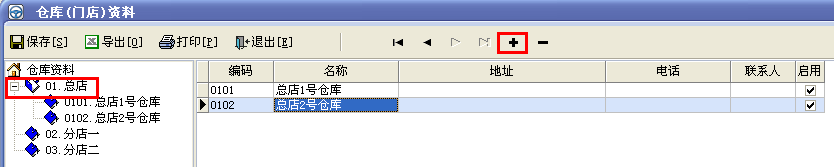 仓库(门店)资料
保存[S] 导出[O] 打印[P] 退出[E]
仓库资料
01.总店
0101.总店1号仓库
0102.总店2号仓库
02.分店一
03.分店二
编码 名称 地址 电话 联系人 启用
0101 总店1号仓库
0102 总店2号仓库